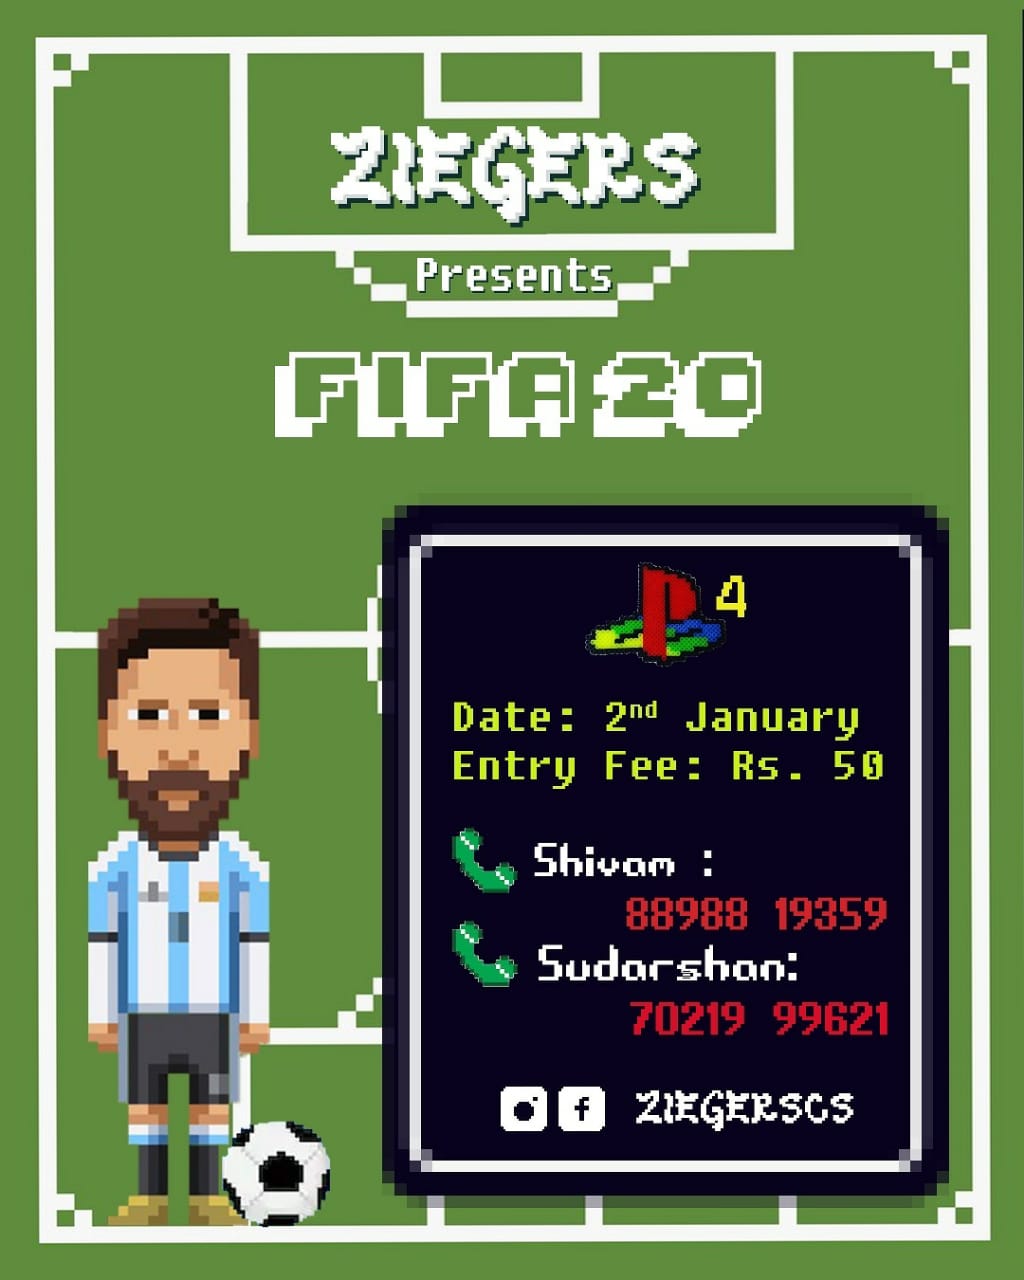 ZIEGERS
Presents
FIFA 20
4
Date: 2nd January
Entry Fee: Rs. 50
Shivam :
88988 19359
Sudarshan:
70219 99621
ZIEGERSCS